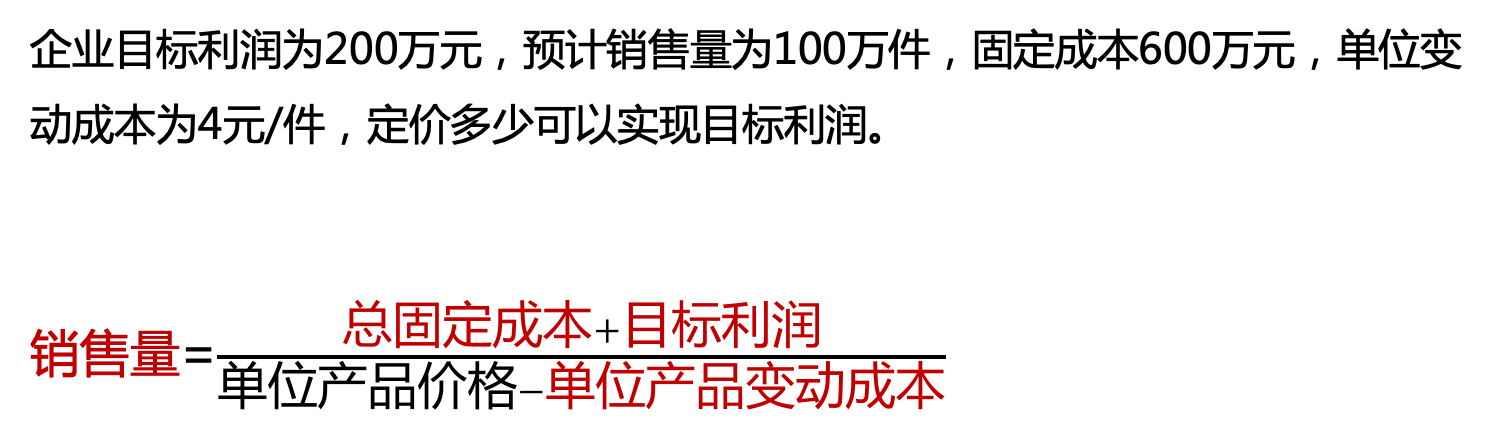 企业目标利润为200万元，预计销售量为100万件，固定成本600万元，单位变
动成本为4元/件，定价多少可以实现目标利润。
总固定成本+目标利润
销售量=
单位产品价格−单位产品变动成本